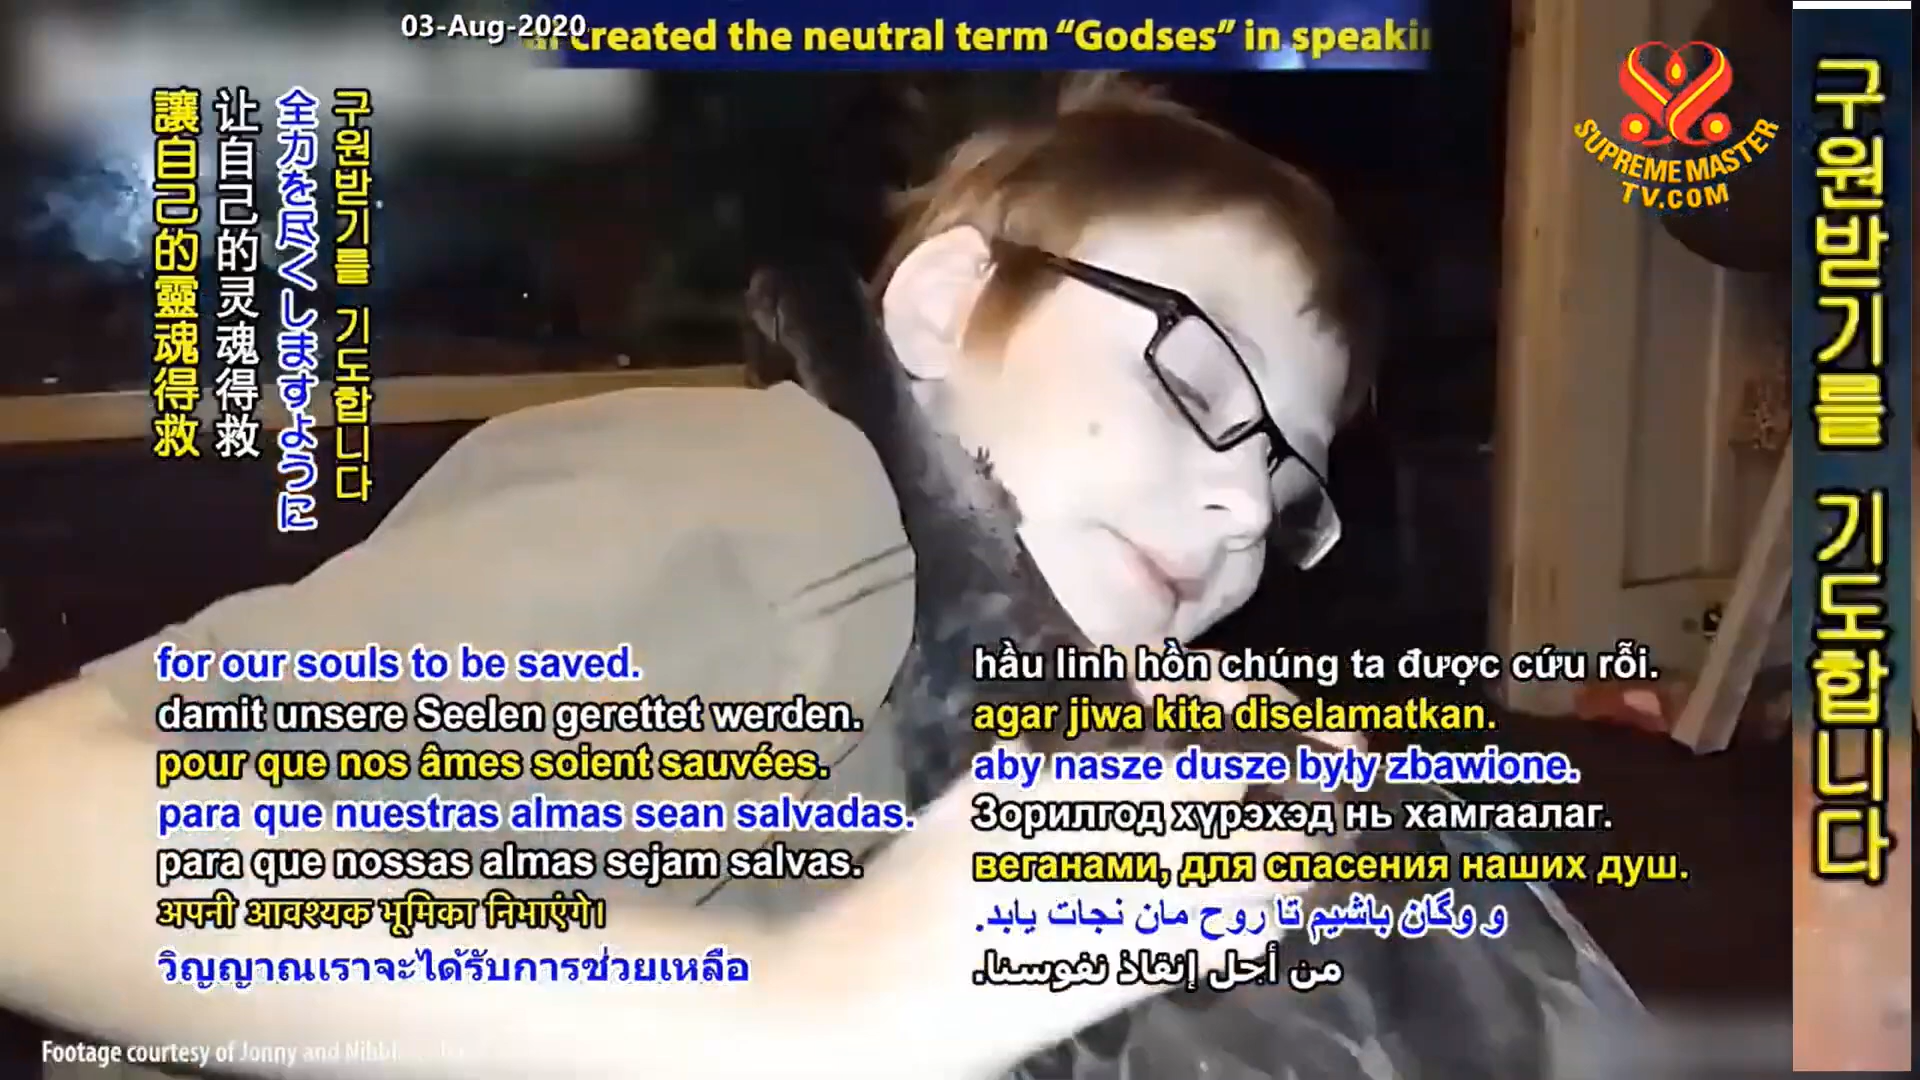 03-Aug-2020
created the neutral term “Godses” in
SUPREME MASTER
TV.COM
구원받기를 기도합니다
全力を尽くしますように
让自己的灵魂得救
讓自己的靈魂得救
구원받기를 기도합니다
for our souls to be saved.
damit unsere Seelen gerettet werden.
pour que nos âmes soient sauvées.
para que nuestras almas sean salvadas.
para que nossas almas sejam salvas.
अपनी आवश्यक भूमिका निभाएंगे।
วิญญาณเราจะได้รับการช่วยเหลือ
hầu linh hồn chúng ta được cứu rỗi.
agar jiwa kita diselamatkan.
aby nasze dusze były zbawione.
Зорилгод хүрэхэд нь хамгаалаг.
веганами, для спасения наших душ.
و وگان باشیم تا روح مان نجات یابد.
من أجل إنقاذ نفوسنا.
Footage courtesy of Jonny and